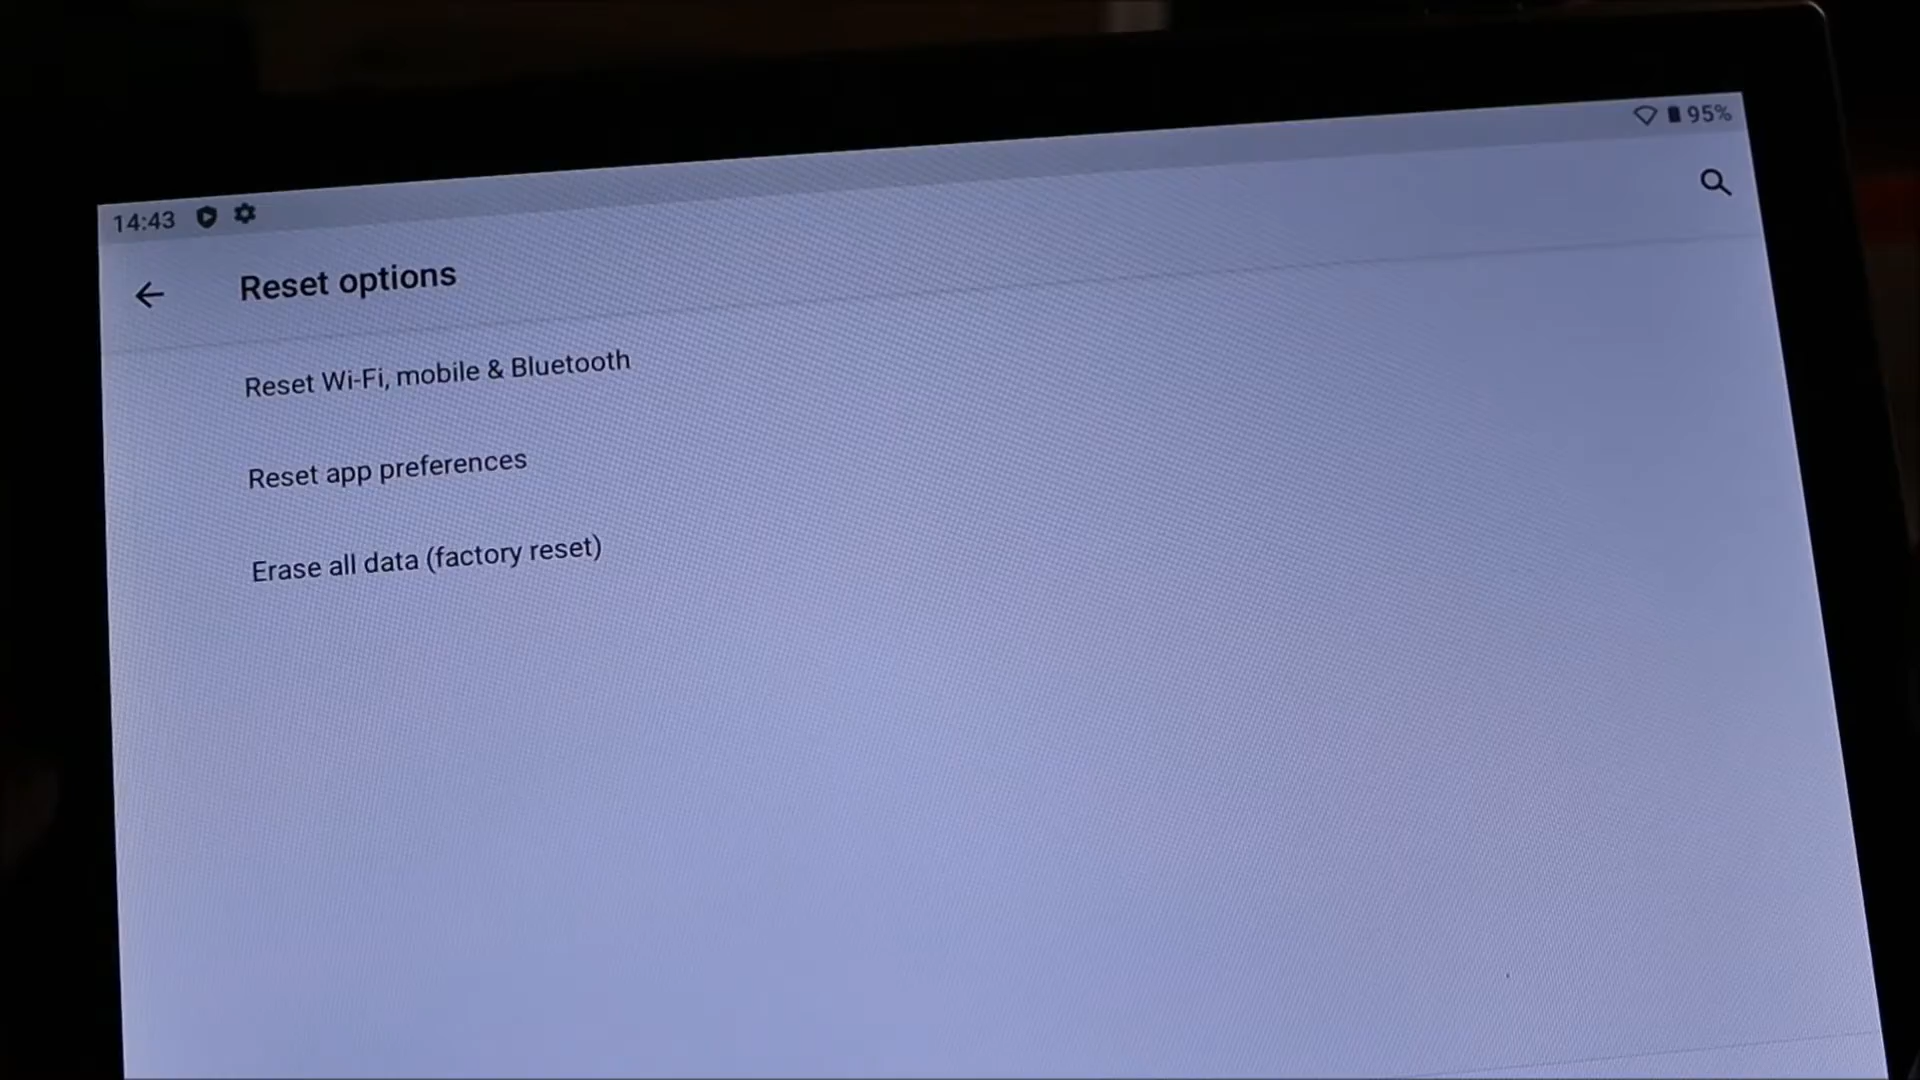 95%
14:43
Reset options
Reset Wi-Fi, mobile & Bluetooth
Reset app preferences
Erase all data (factory reset)